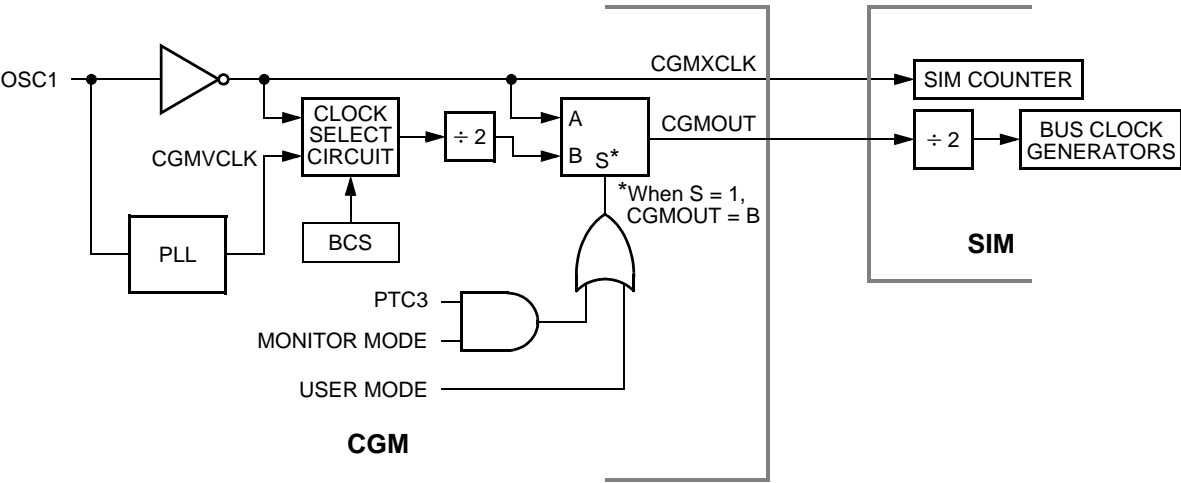 OSC1
CGMXCLK
SIM COUNTER
CLOCK
SELECT
CIRCUIT
÷ 2
A
B
S*
CGMOUT
÷ 2
BUS CLOCK
GENERATORS
CGMVCLK
*When S = 1,
CGMOUT = B
PLL
BCS
SIM
PTC3
MONITOR MODE
USER MODE
CGM